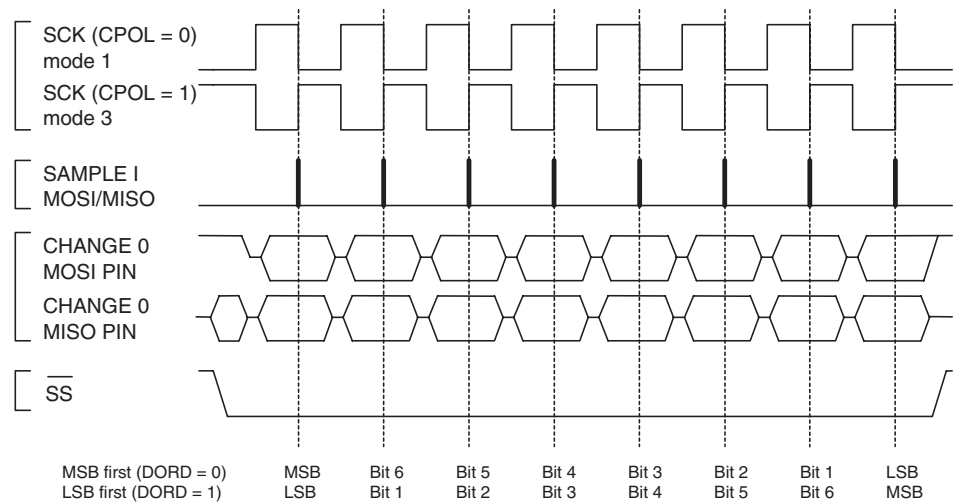 SCK (CPOL = 0)
mode 1
SCK (CPOL = 1)
mode 3
SAMPLE I
MOSI/MISO
CHANGE 0
MOSI PIN
CHANGE 0
MISO PIN
SS
MSB first (DORD = 0) MSB Bit 6 Bit 5 Bit 4 Bit 3 Bit 2 Bit 1 LSB
LSB first (DORD = 1) LSB Bit 1 Bit 2 Bit 3 Bit 4 Bit 5 Bit 6 MSB